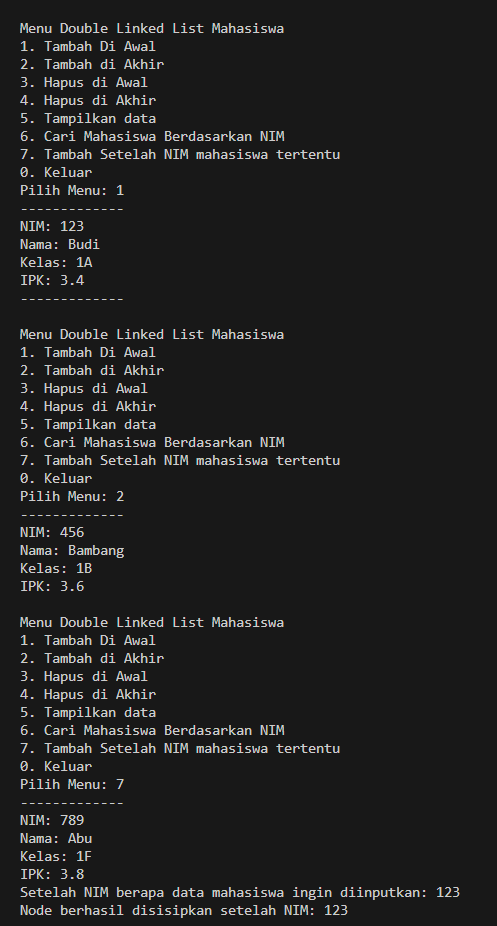 Menu Double Linked List Mahasiswa
1. Tambah Di Awal
2. Tambah di Akhir
3. Hapus di Awal
4. Hapus di Akhir
5. Tampilkan data
6. Cari Mahasiswa Berdasarkan NIM
7. Tambah Setelah NIM mahasiswa tertentu
0. Keluar
Pilih Menu: 1
-------------
NIM: 123
Nama: Budi
Kelas: 1A
IPK: 3.4
-------------
Menu Double Linked List Mahasiswa
1. Tambah Di Awal
2. Tambah di Akhir
3. Hapus di Awal
4. Hapus di Akhir
5. Tampilkan data
6. Cari Mahasiswa Berdasarkan NIM
7. Tambah Setelah NIM mahasiswa tertentu
0. Keluar
Pilih Menu: 2
-------------
NIM: 456
Nama: Bambang
Kelas: 1B
IPK: 3.6
Menu Double Linked List Mahasiswa
1. Tambah Di Awal
2. Tambah di Akhir
3. Hapus di Awal
4. Hapus di Akhir
5. Tampilkan data
6. Cari Mahasiswa Berdasarkan NIM
7. Tambah Setelah NIM mahasiswa tertentu
0. Keluar
Pilih Menu: 7
-------------
NIM: 789
Nama: Abu
Kelas: 1F
IPK: 3.8
Setelah NIM berapa data mahasiswa ingin diinputkan: 123
Node berhasil disisipkan setelah NIM: 123